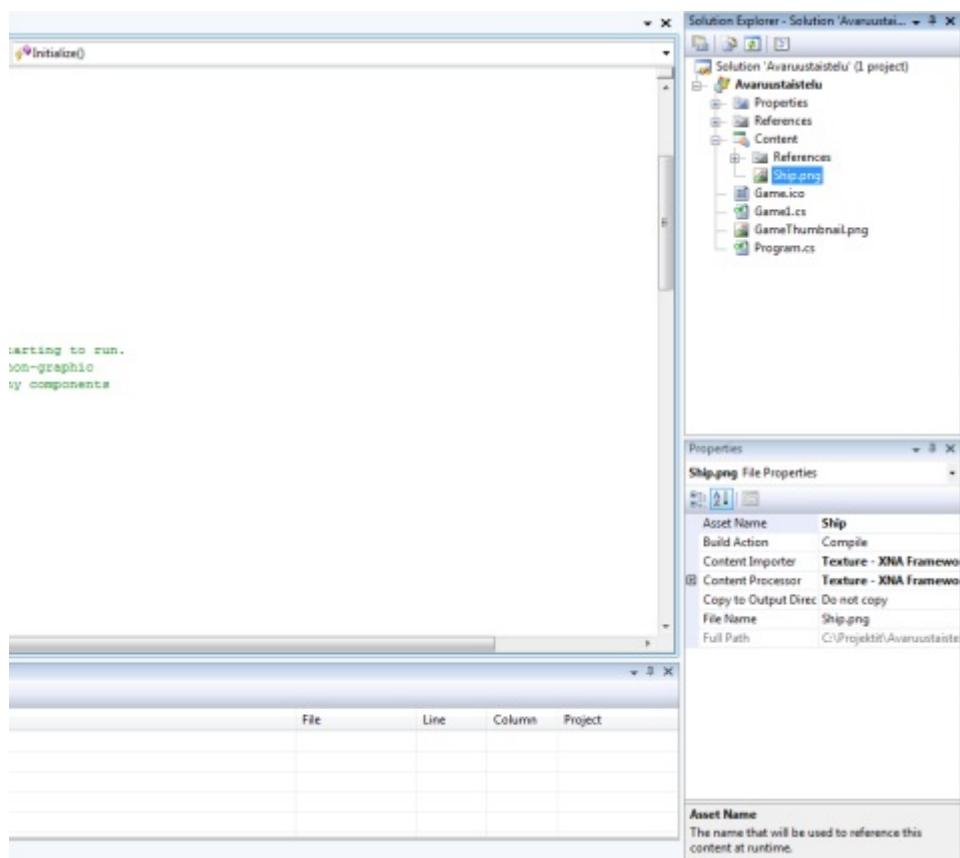 Initialize()
arting to run.
non-graphic
ny components
File Line Column Project
Solution Explorer - Solution 'Avaruustai...
Solution 'Avaruustaistelu' (1 project)
Avaruustaistelu
Properties
References
Content
References
Ship.png
Game.ico
Game1.cs
GameThumbnail.png
Program.cs
Properties
Ship.png File Properties
Asset Name Ship
Build Action Compile
Content Importer Texture - XNA Framewo
Content Processor Texture - XNA Framewo
Copy to Output Direc Do not copy
File Name Ship.png
Full Path C:\Projektit\Avaruustaiste
Asset Name
The name that will be used to reference this
content at runtime.